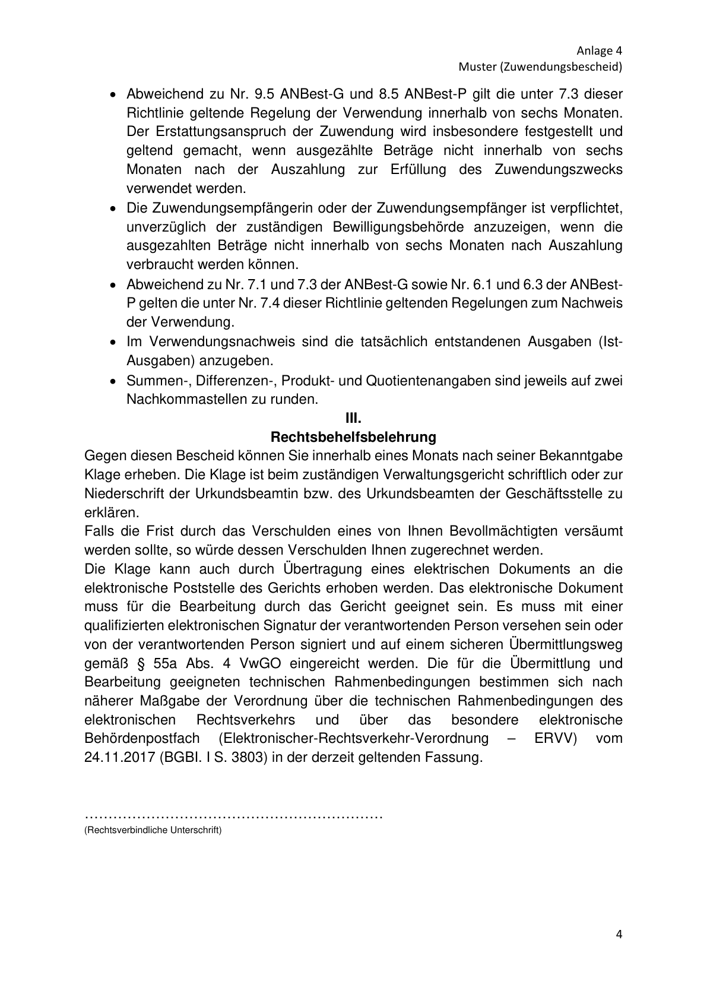 Anlage 4
Muster (Zuwendungsbescheid)
• Abweichend zu Nr. 9.5 ANBest-G und 8.5 ANBest-P gilt die unter 7.3 dieser
Richtlinie geltende Regelung der Verwendung innerhalb von sechs Monaten.
Der Erstattungsanspruch der Zuwendung wird insbesondere festgestellt und
geltend gemacht, wenn ausgezählte Beträge nicht innerhalb von sechs
Monaten nach der Auszahlung zur Erfüllung des Zuwendungszwecks
verwendet werden.
• Die Zuwendungsempfängerin oder der Zuwendungsempfänger ist verpflichtet,
unverzüglich der zuständigen Bewilligungsbehörde anzuzeigen, wenn die
ausgezahlten Beträge nicht innerhalb von sechs Monaten nach Auszahlung
verbraucht werden können.
• Abweichend zu Nr. 7.1 und 7.3 der ANBest-G sowie Nr. 6.1 und 6.3 der ANBest-
P gelten die unter Nr. 7.4 dieser Richtlinie geltenden Regelungen zum Nachweis
der Verwendung.
• Im Verwendungsnachweis sind die tatsächlich entstandenen Ausgaben (Ist-
Ausgaben) anzugeben.
• Summen-, Differenzen-, Produkt- und Quotientenangaben sind jeweils auf zwei
Nachkommastellen zu runden.
III.
Rechtsbehelfsbelehrung
Gegen diesen Bescheid können Sie innerhalb eines Monats nach seiner Bekanntgabe
Klage erheben. Die Klage ist beim zuständigen Verwaltungsgericht schriftlich oder zur
Niederschrift der Urkundsbeamtin bzw. des Urkundsbeamten der Geschäftsstelle zu
erklären.
Falls die Frist durch das Verschulden eines von Ihnen Bevollmächtigten versäumt
werden sollte, so würde dessen Verschulden Ihnen zugerechnet werden.
Die Klage kann auch durch Übertragung eines elektrischen Dokuments an die
elektronische Poststelle des Gerichts erhoben werden. Das elektronische Dokument
muss für die Bearbeitung durch das Gericht geeignet sein. Es muss mit einer
qualifizierten elektronischen Signatur der verantwortenden Person versehen sein oder
von der verantwortenden Person signiert und auf einem sicheren Übermittlungsweg
gemäß § 55a Abs. 4 VwGO eingereicht werden. Die für die Übermittlung und
Bearbeitung geeigneten technischen Rahmenbedingungen bestimmen sich nach
näherer Maßgabe der Verordnung über die technischen Rahmenbedingungen des
elektronischen Rechtsverkehrs und über das besondere elektronische
Behördenpostfach (Elektronischer-Rechtsverkehr-Verordnung – ERVV) vom
24.11.2017 (BGBl. I S. 3803) in der derzeit geltenden Fassung.
………………………………………………………
(Rechtsverbindliche Unterschrift)
4